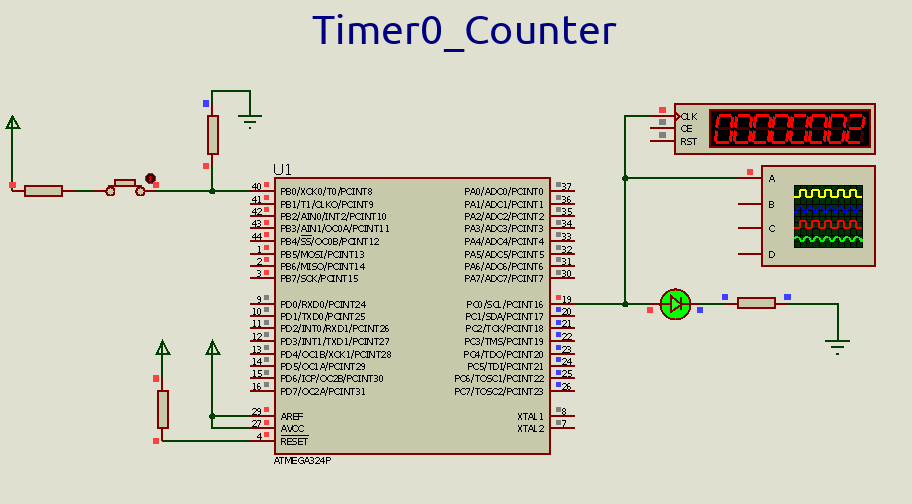 Timer0_Counter
CLK
CE
RST
0000002
A
B
C
D
U1
40 PB0/XCK0/T0/PCINT8 PA0/ADC0/PCINT0 37
41 PB1/T1/CLKO/PCINT9 PA1/ADC1/PCINT1 36
42 PB2/AIN0/INT2/PCINT10 PA2/ADC2/PCINT2 35
43 PB3/AIN1/OC0A/PCINT11 PA3/ADC3/PCINT3 34
44 PB4/SS/OC0B/PCINT12 PA4/ADC4/PCINT4 33
1 PB5/MOSI/PCINT13 PA5/ADC5/PCINT5 32
2 PB6/MISO/PCINT14 PA6/ADC6/PCINT6 31
3 PB7/SCK/PCINT15 PA7/ADC7/PCINT7 30
9 PD0/RXD0/PCINT24 PC0/SCL/PCINT16 19
10 PD1/TXD0/PCINT25 PC1/SDA/PCINT17 20
11 PD2/INT0/RXD1/PCINT26 PC2/TCK/PCINT18 21
12 PD3/INT1/TXD1/PCINT27 PC3/TMS/PCINT19 22
13 PD4/OC1B/XCK1/PCINT28 PC4/TDO/PCINT20 23
14 PD5/OC1A/PCINT29 PC5/TDI/PCINT21 24
15 PD6/ICP/OC2B/PCINT30 PC6/TOSC1/PCINT22 25
16 PD7/OC2A/PCINT31 PC7/TOSC2/PCINT23 26
29 AREF XTAL1 8
27 AVCC XTAL2 7
4 RESET
ATMEGA324P